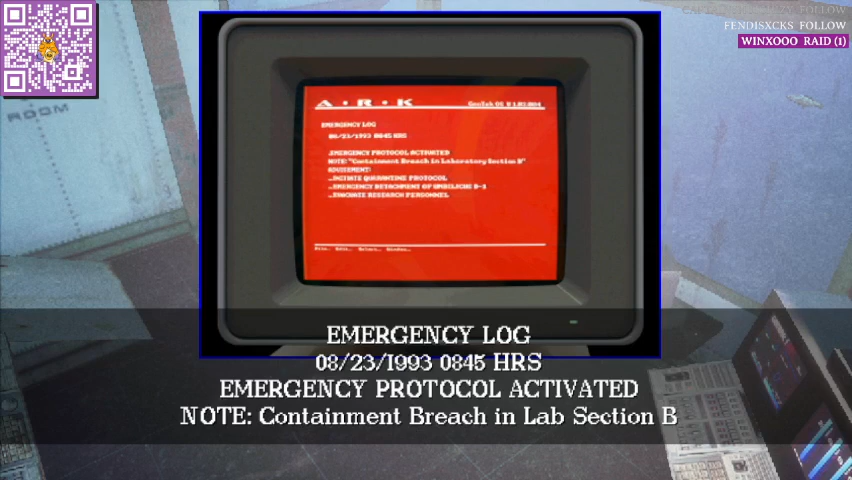 FENDISXCKS FOLLOW
WINXOOO RAID (1)
ROOM
A·R·K
EMERGENCY LOG
08/23/1993 0845 HRS
.EMERGENCY PROTOCOL ACTIVATED
NOTE: "Containment Breach in Laboratory Section B"
...INITIATE QUARANTINE PROTOCOL
...EMERGENCY DETACHMENT OF UMBILICUS B-1
...EVACUATE RESEARCH PERSONNEL
EMERGENCY LOG
08/23/1993 0845 HRS
EMERGENCY PROTOCOL ACTIVATED
NOTE: Containment Breach in Lab Section B